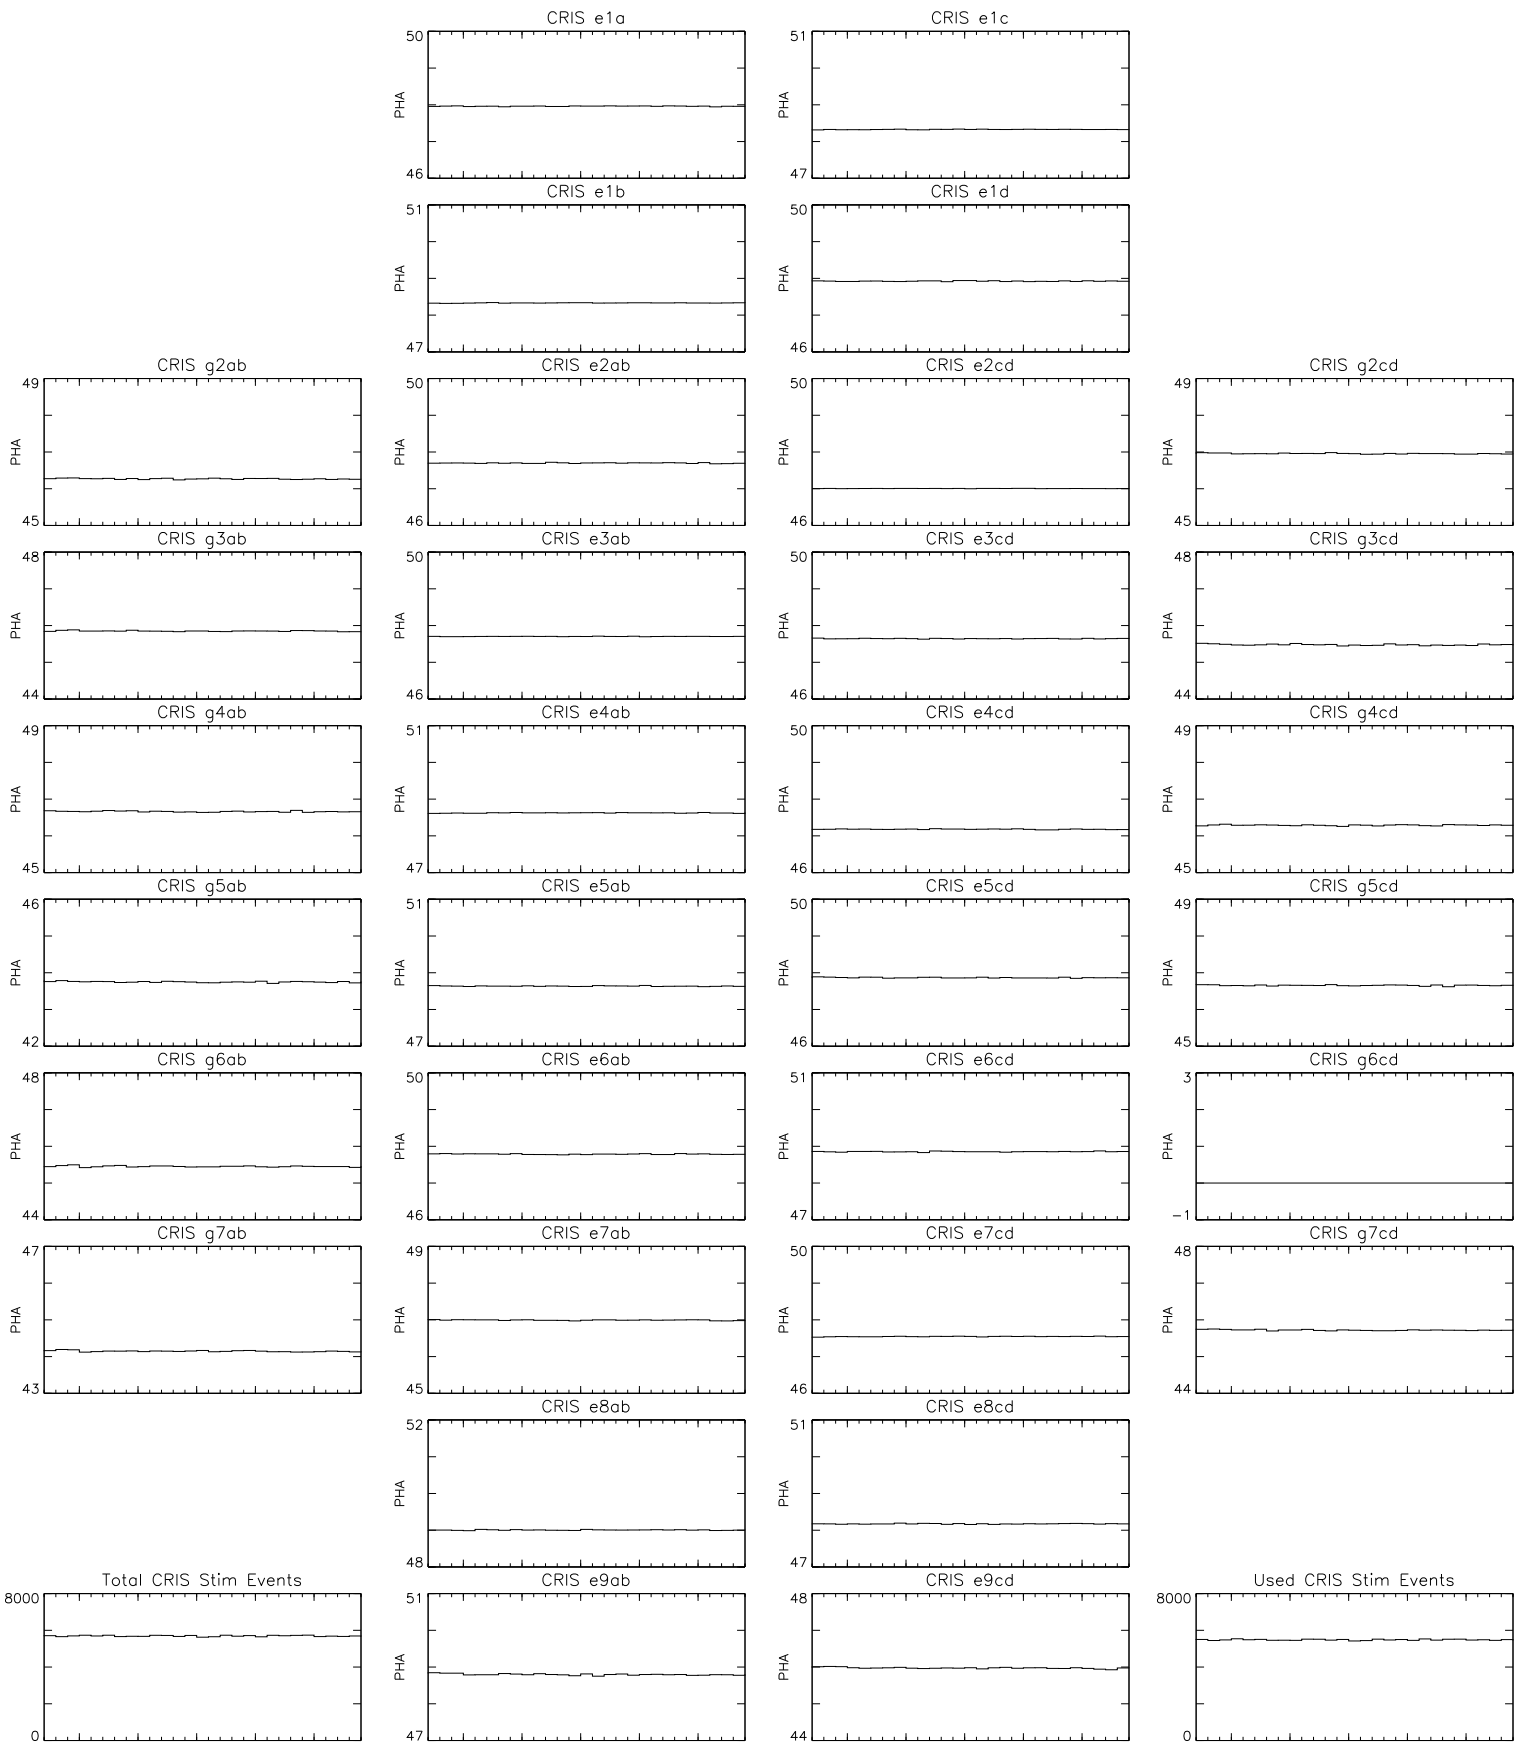 CRIS e1a
50
PHA
46
CRIS e1c
51
PHA
47
CRIS e1b
51
PHA
47
CRIS e1d
50
PHA
46
CRIS g2ab
49
PHA
45
CRIS e2ab
50
PHA
46
CRIS e2cd
50
PHA
46
CRIS g2cd
49
PHA
45
CRIS g3ab
48
PHA
44
CRIS e3ab
50
PHA
46
CRIS e3cd
50
PHA
46
CRIS g3cd
48
PHA
44
CRIS g4ab
49
PHA
45
CRIS e4ab
51
PHA
47
CRIS e4cd
50
PHA
46
CRIS g4cd
49
PHA
45
CRIS g5ab
46
PHA
42
CRIS e5ab
51
PHA
47
CRIS e5cd
50
PHA
46
CRIS g5cd
49
PHA
45
CRIS g6ab
48
PHA
44
CRIS e6ab
50
PHA
46
CRIS e6cd
51
PHA
47
CRIS g6cd
3
PHA
-1
CRIS g7ab
47
PHA
43
CRIS e7ab
49
PHA
45
CRIS e7cd
50
PHA
46
CRIS g7cd
48
PHA
44
CRIS e8ab
52
PHA
48
CRIS e8cd
51
PHA
47
Total CRIS Stim Events
8000
0
CRIS e9ab
51
PHA
47
CRIS e9cd
48
PHA
44
Used CRIS Stim Events
8000
0